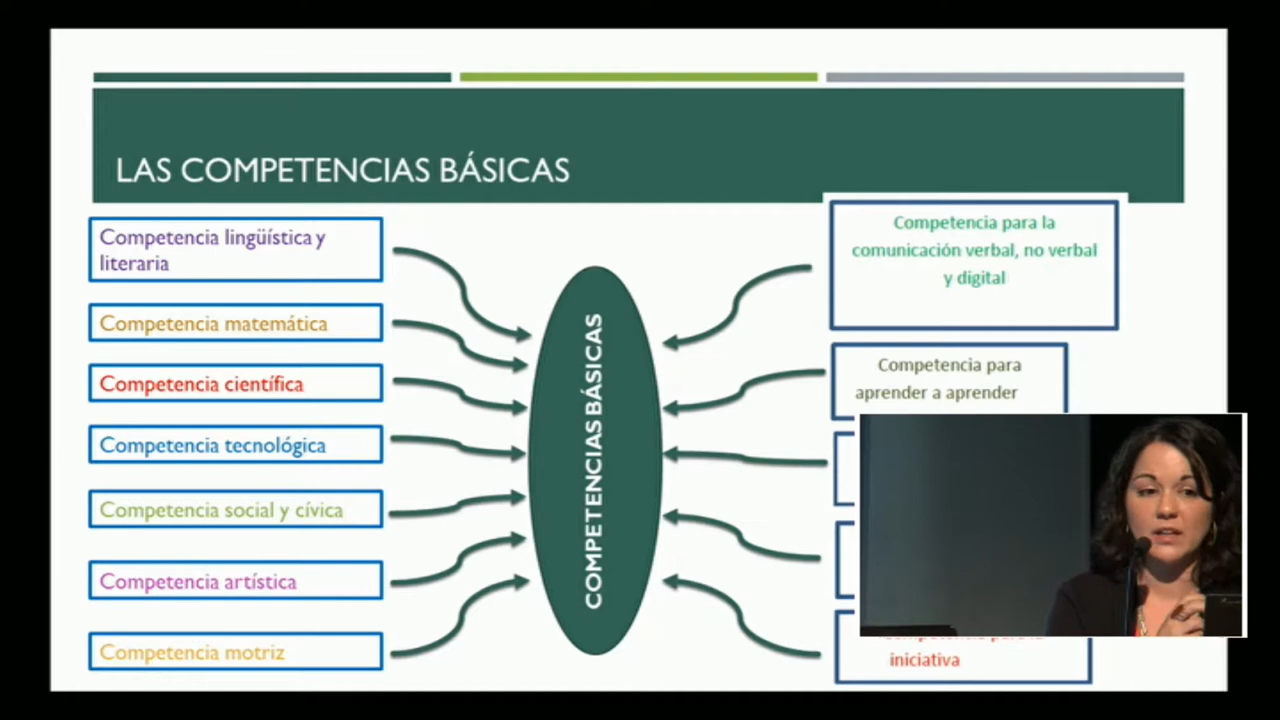 LAS COMPETENCIAS BÁSICAS
Competencia lingüística y
literaria
Competencia matemática
Competencia científica
Competencia tecnológica
Competencia social y cívica
Competencia artística
Competencia motriz
COMPETENCIAS BÁSICAS
Competencia para la
comunicación verbal, no verbal
y digital
Competencia para
aprender a aprender
iniciativa